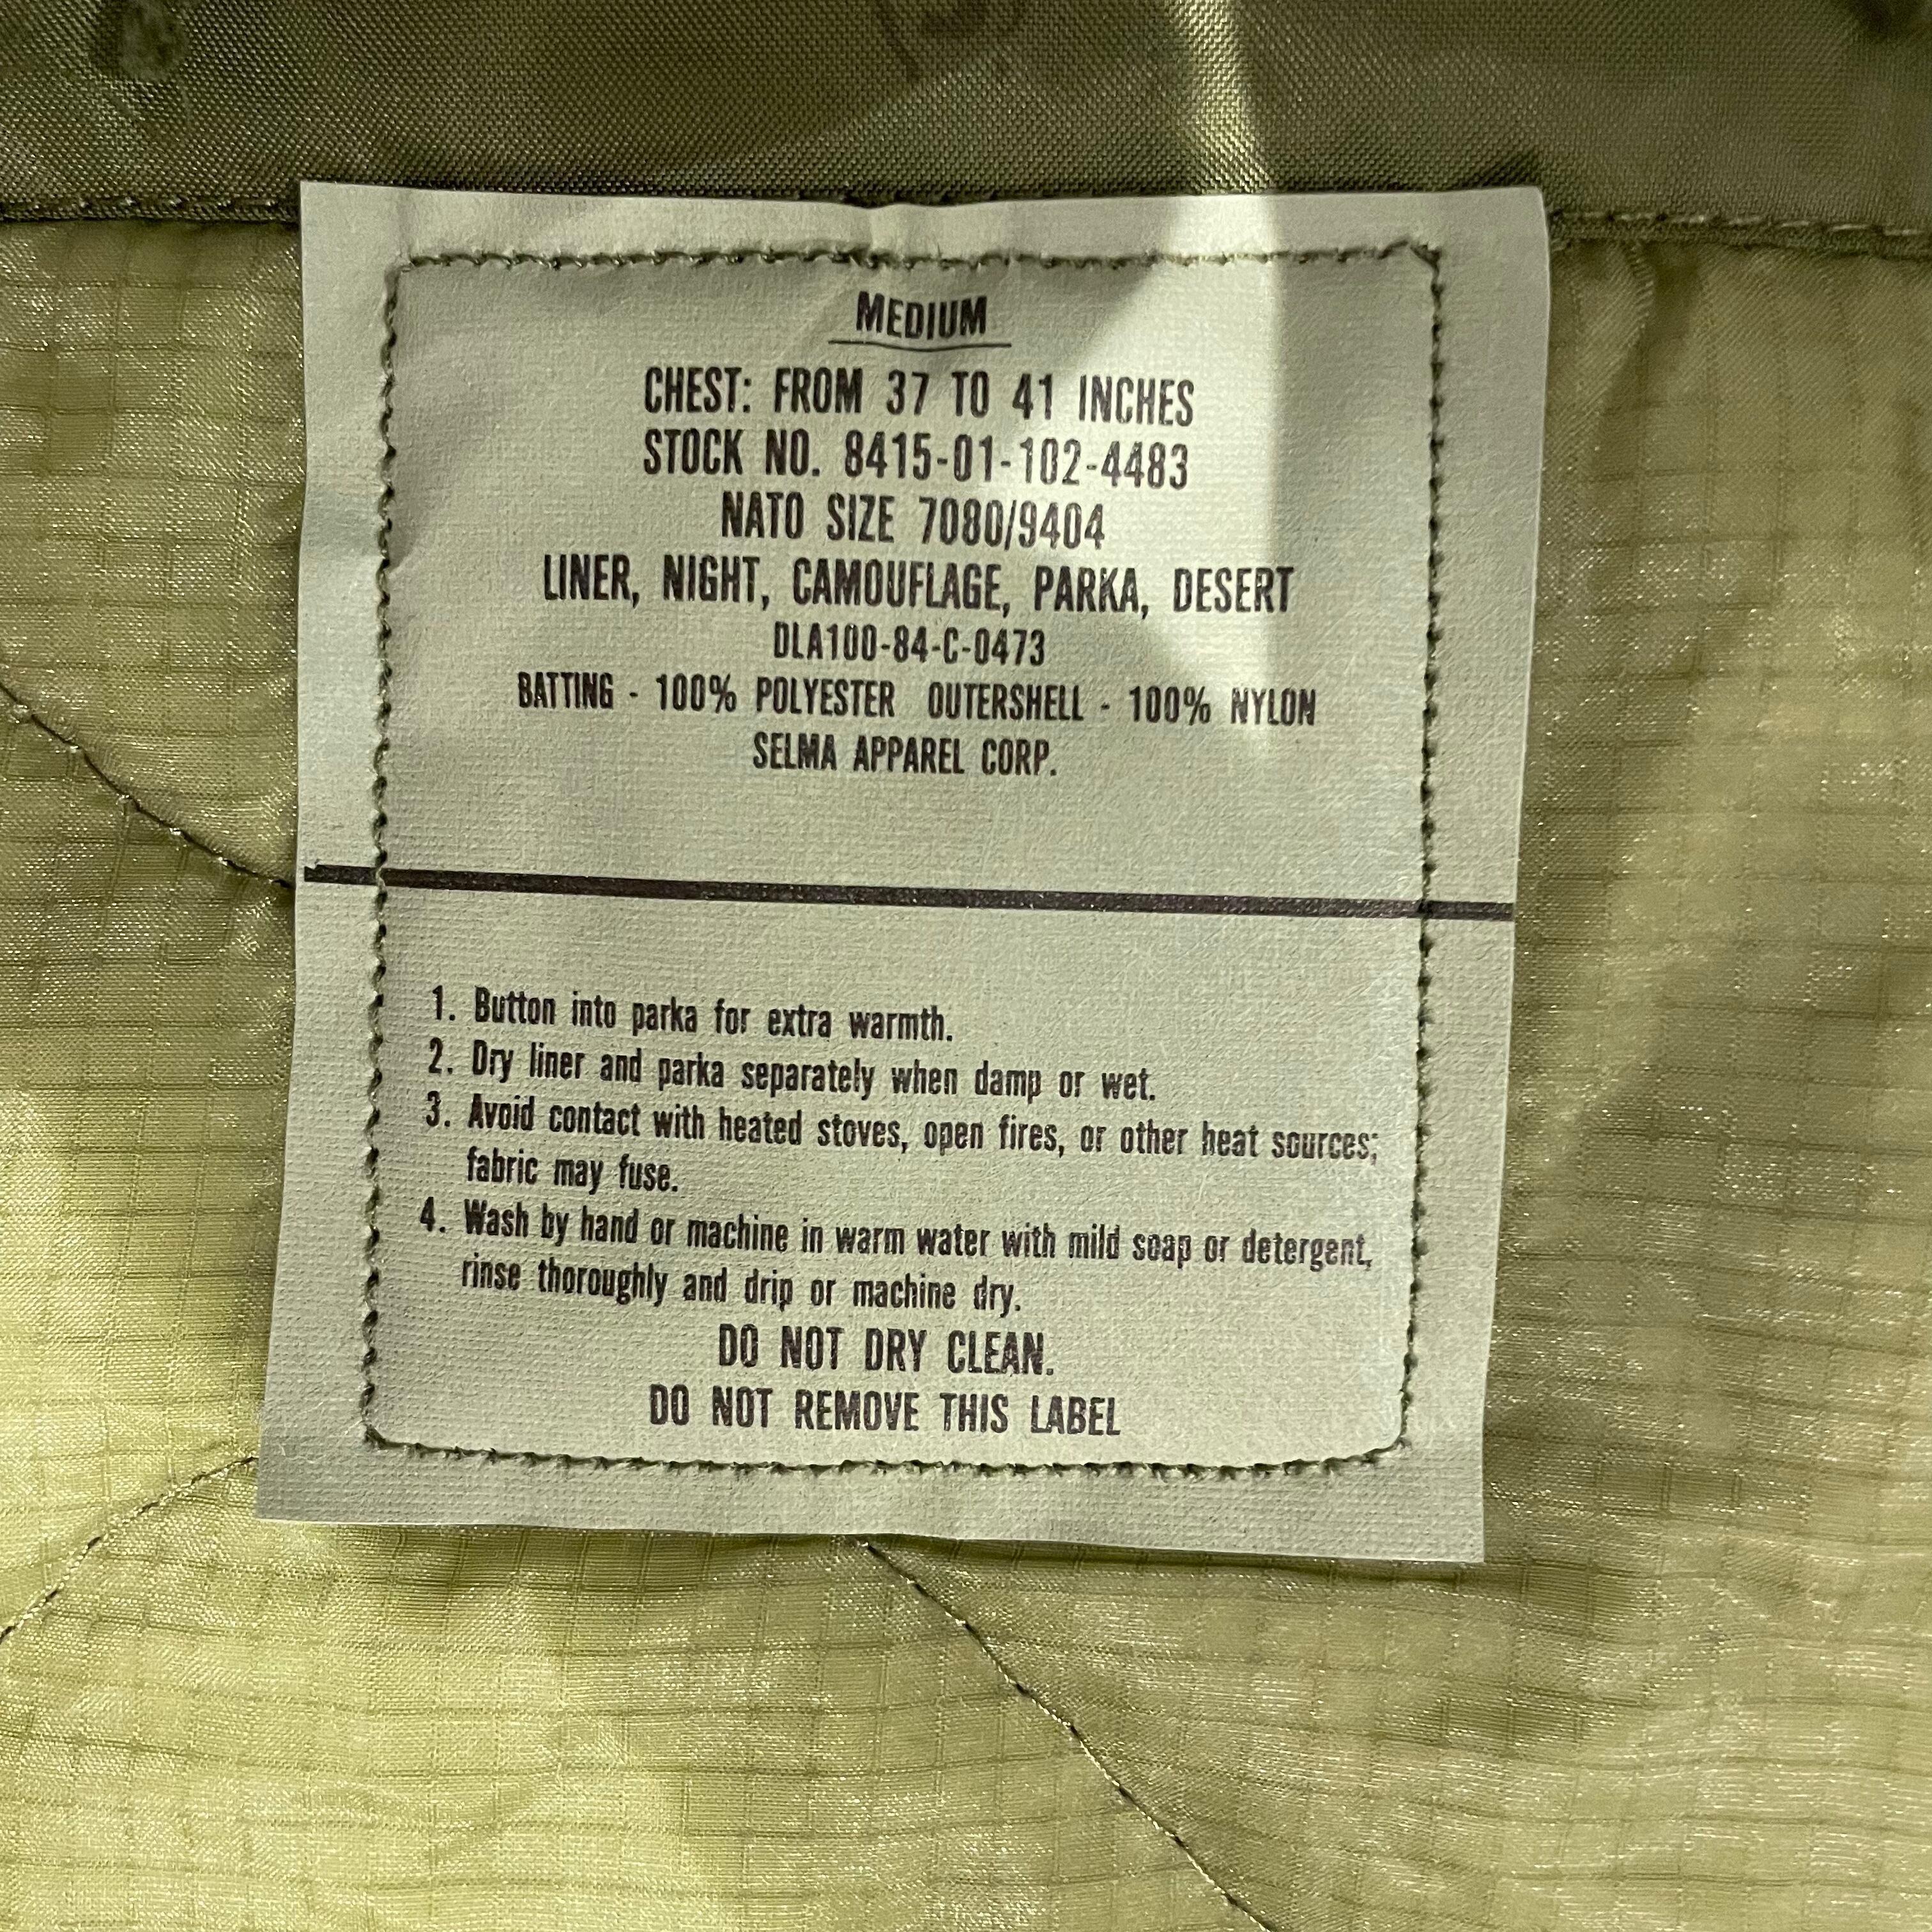 MEDIUM
CHEST: FROM 37 TO 41 INCHES
STOCK NO. 8415-01-102-4483
NATO SIZE 7080/9404
LINER, NIGHT, CAMOUFLAGE, PARKA, DESERT
DLA100-84-C-0473
BATTING - 100% POLYESTER OUTERSHELL - 100% NYLON
SELMA APPAREL CORP.
1. Button into parka for extra warmth.
2. Dry liner and parka separately when damp or wet.
3. Avoid contact with heated stoves, open fires, or other heat sources;
fabric may fuse.
4. Wash by hand or machine in warm water with mild soap or detergent,
rinse thoroughly and drip or machine dry.
DO NOT DRY CLEAN.
DO NOT REMOVE THIS LABEL